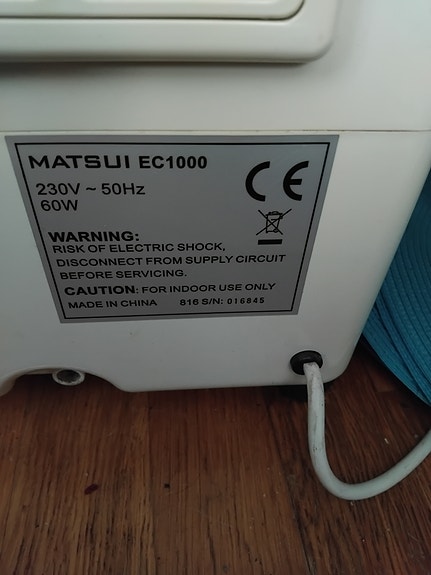 MATSUI EC1000
230V ~ 50Hz
60W
WARNING:
RISK OF ELECTRIC SHOCK,
DISCONNECT FROM SUPPLY CIRCUIT
BEFORE SERVICING.
CAUTION: FOR INDOOR USE ONLY
MADE IN CHINA 816 S/N: 016845
CE